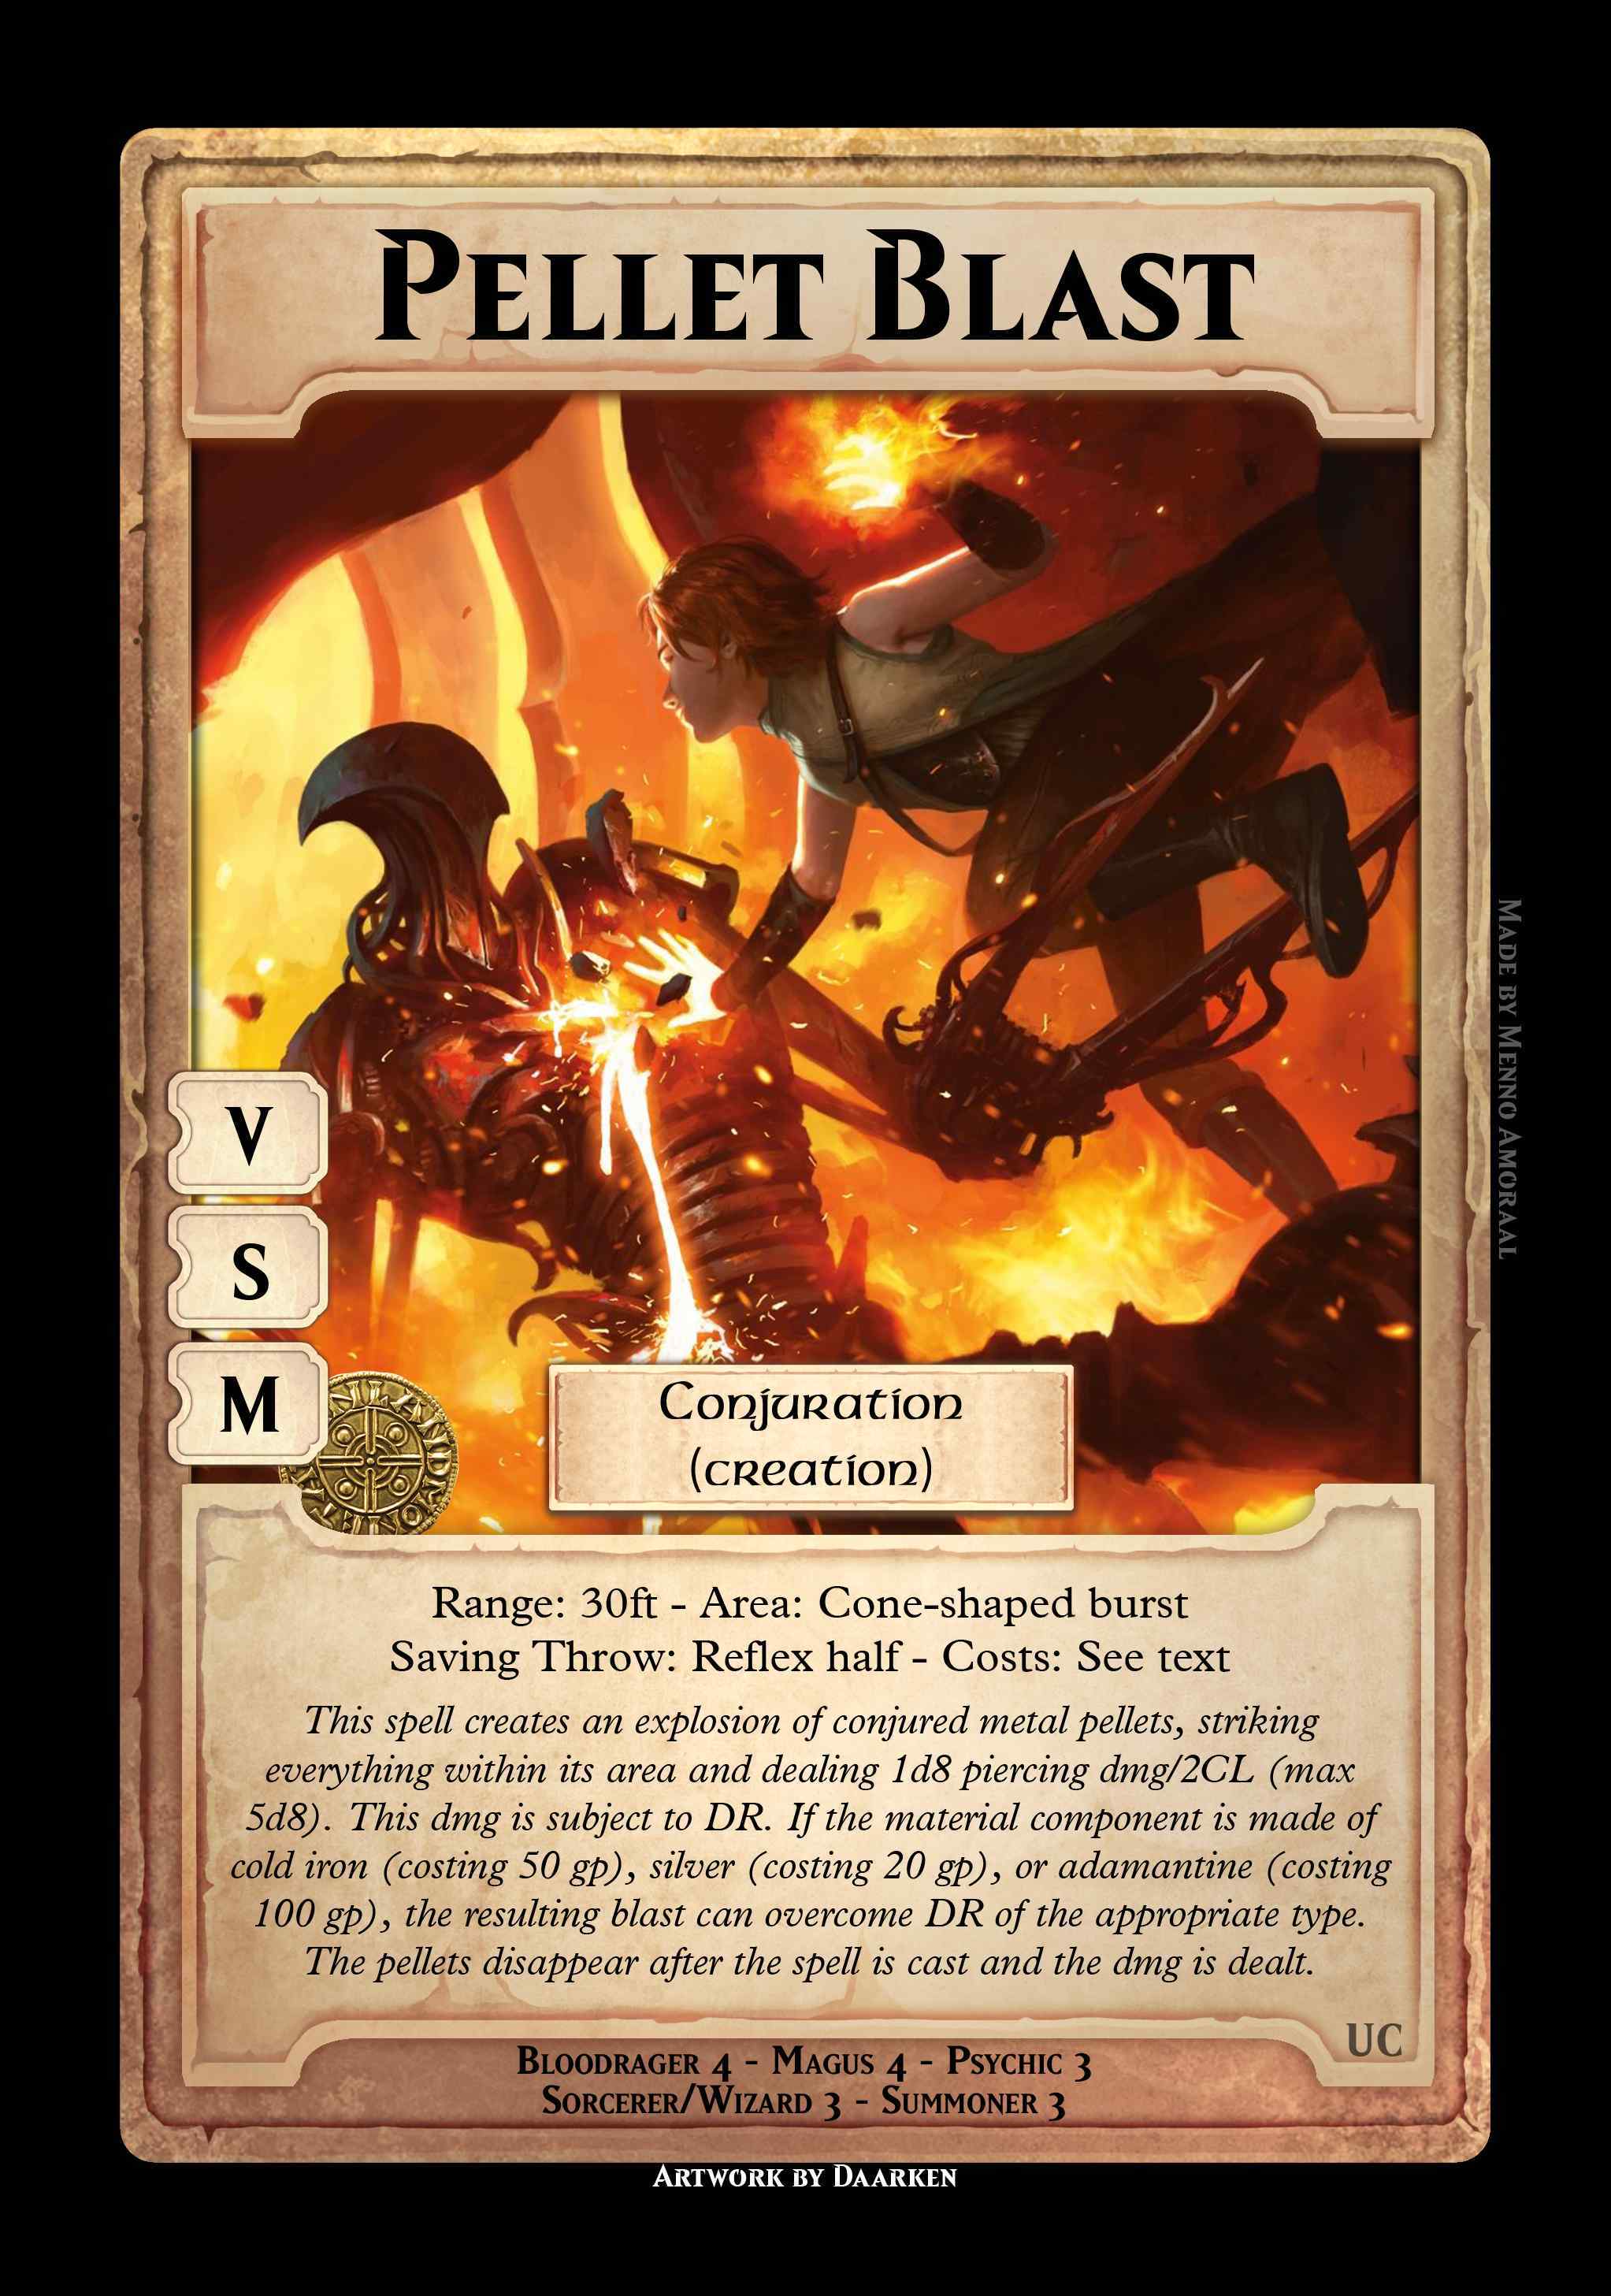 Pellet Blast
Made by Menno Amoraal
V
S
M
Conjuration
(creation)
Range: 30ft - Area: Cone-shaped burst
Saving Throw: Reflex half - Costs: See text
This spell creates an explosion of conjured metal pellets, striking
everything within its area and dealing 1d8 piercing dmg/2CL (max
5d8). This dmg is subject to DR. If the material component is made of
cold iron (costing 50 gp), silver (costing 20 gp), or adamantine (costing
100 gp), the resulting blast can overcome DR of the appropriate type.
The pellets disappear after the spell is cast and the dmg is dealt.
UC
Bloodrager 4 - Magus 4 - Psychic 3
Sorcerer/Wizard 3 - Summoner 3
Artwork by Daarken